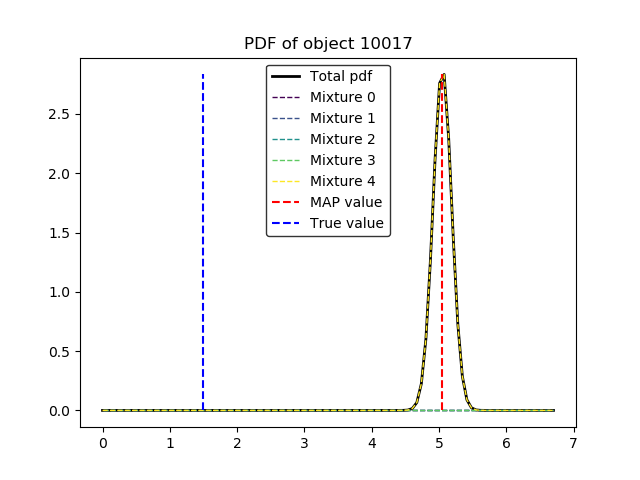 PDF of object 10017
Total pdf
Mixture 0
Mixture 1
Mixture 2
Mixture 3
Mixture 4
MAP value
True value
2.5
2.0
1.5
1.0
0.5
0.0
0 1 2 3 4 5 6 7